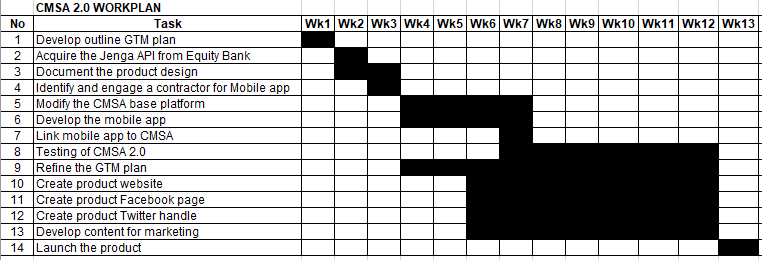 CMSA 2.0 WORKPLAN
No Task Wk1 Wk2 Wk3 Wk4 Wk5 Wk6 Wk7 Wk8 Wk9 Wk10 Wk11 Wk12 Wk13
1 Develop outline GTM plan
2 Acquire the Jenga API from Equity Bank
3 Document the product design
4 Identify and engage a contractor for Mobile app
5 Modify the CMSA base platform
6 Develop the mobile app
7 Link mobile app to CMSA
8 Testing of CMSA 2.0
9 Refine the GTM plan
10 Create product website
11 Create product Facebook page
12 Create product Twitter handle
13 Develop content for marketing
14 Launch the product